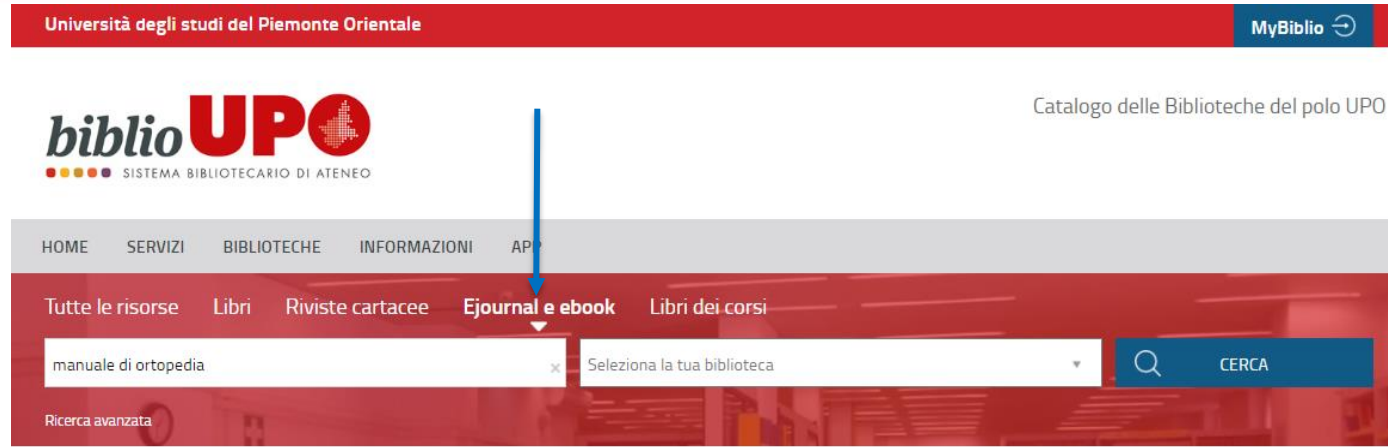 Università degli studi del Piemonte Orientale
MyBiblio
biblioUPO
SISTEMA BIBLIOTECARIO DI ATENEO
Catalogo delle Biblioteche del polo UPO
HOME SERVIZI BIBLIOTECHE INFORMAZIONI APP
Tutte le risorse Libri Riviste cartacee Ejournal e ebook Libri dei corsi
manuale di ortopedia × Seleziona la tua biblioteca CERCA
Ricerca avanzata